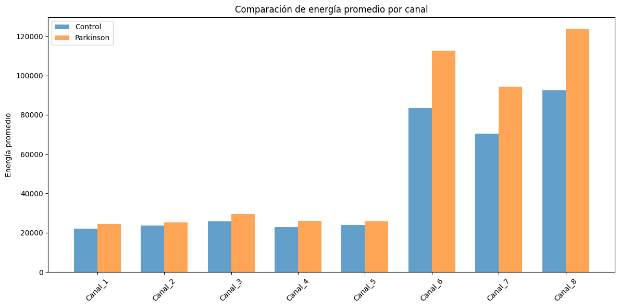 Comparación de energía promedio por canal
Control
Parkinson
Energía promedio
120000
100000
80000
60000
40000
20000
0
Canal_1
Canal_2
Canal_3
Canal_4
Canal_5
Canal_6
Canal_7
Canal_8